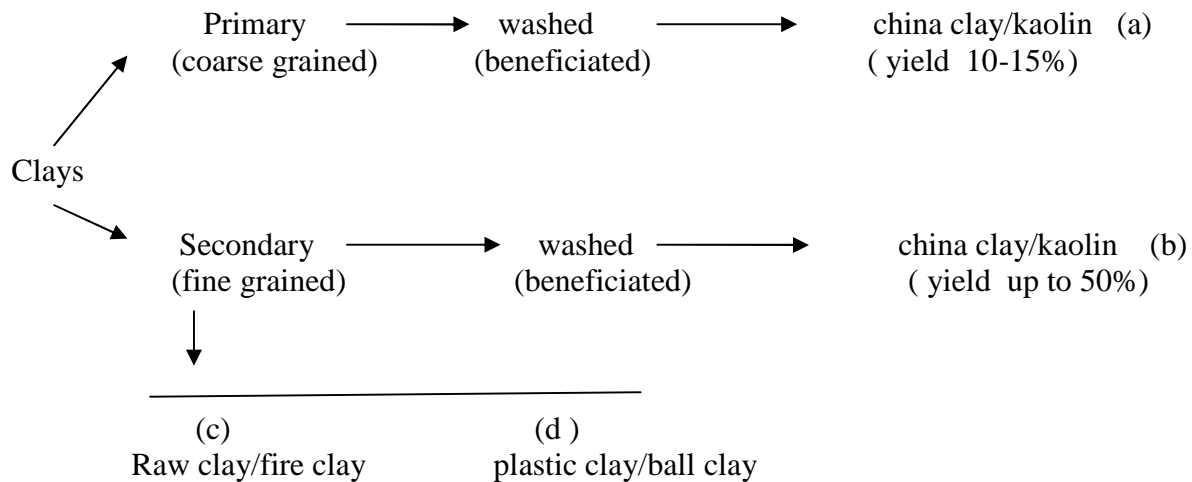 Primary washed china clay/kaolin (a)
(coarse grained) (beneficiated) ( yield 10-15%)
Clays
Secondary washed china clay/kaolin (b)
(fine grained) (beneficiated) ( yield up to 50%)
(c) (d )
Raw clay/fire clay plastic clay/ball clay